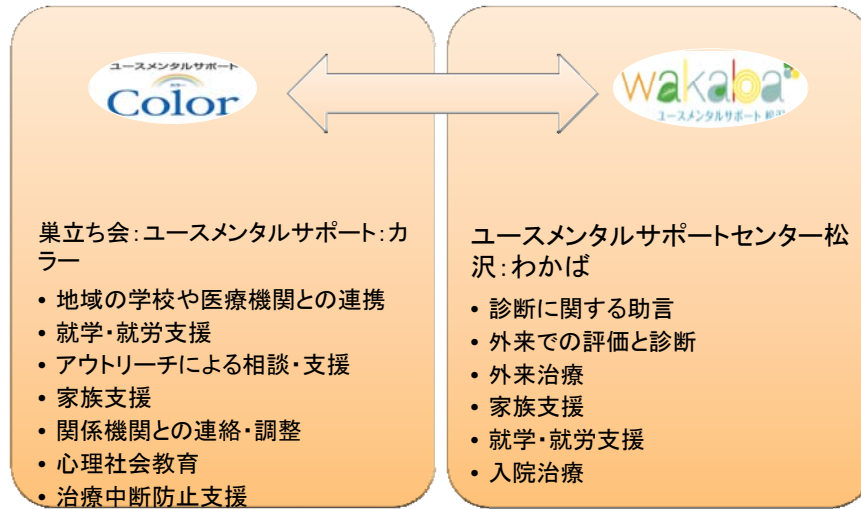 ユースメンタルサポート
Color
巣立ち会：ユースメンタルサポート：カ
ラー
• 地域の学校や医療機関との連携
• 就学・就労支援
• アウトリーチによる相談・支援
• 家族支援
• 関係機関との連絡・調整
• 心理社会教育
• 治療中断防止支援
wakaba
ユースメンタルサポート 松沢
ユースメンタルサポートセンター松
沢：わかば
• 診断に関する助言
• 外来での評価と診断
• 外来治療
• 家族支援
• 就学・就労支援
• 入院治療